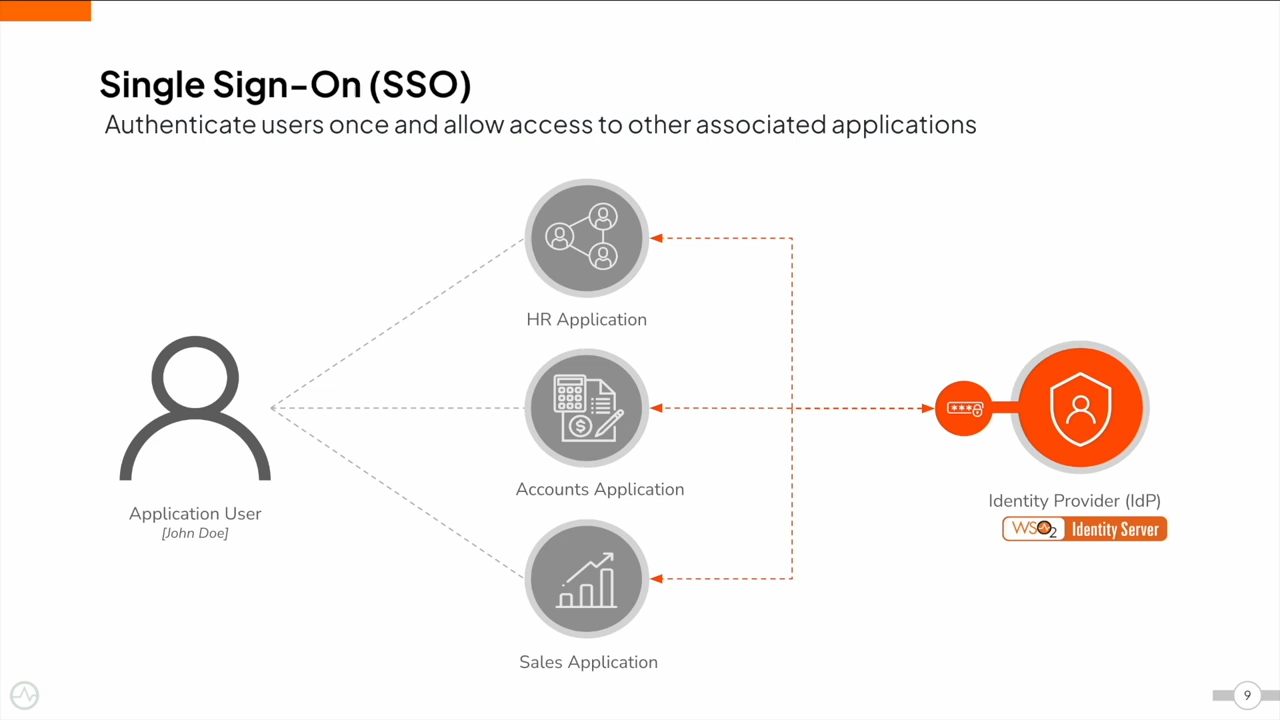 Single Sign-On (SSO)
Authenticate users once and allow access to other associated applications
HR Application
Accounts Application
Sales Application
Application User
[John Doe]
***
$
Identity Provider (IdP)
WSO2 Identity Server
9